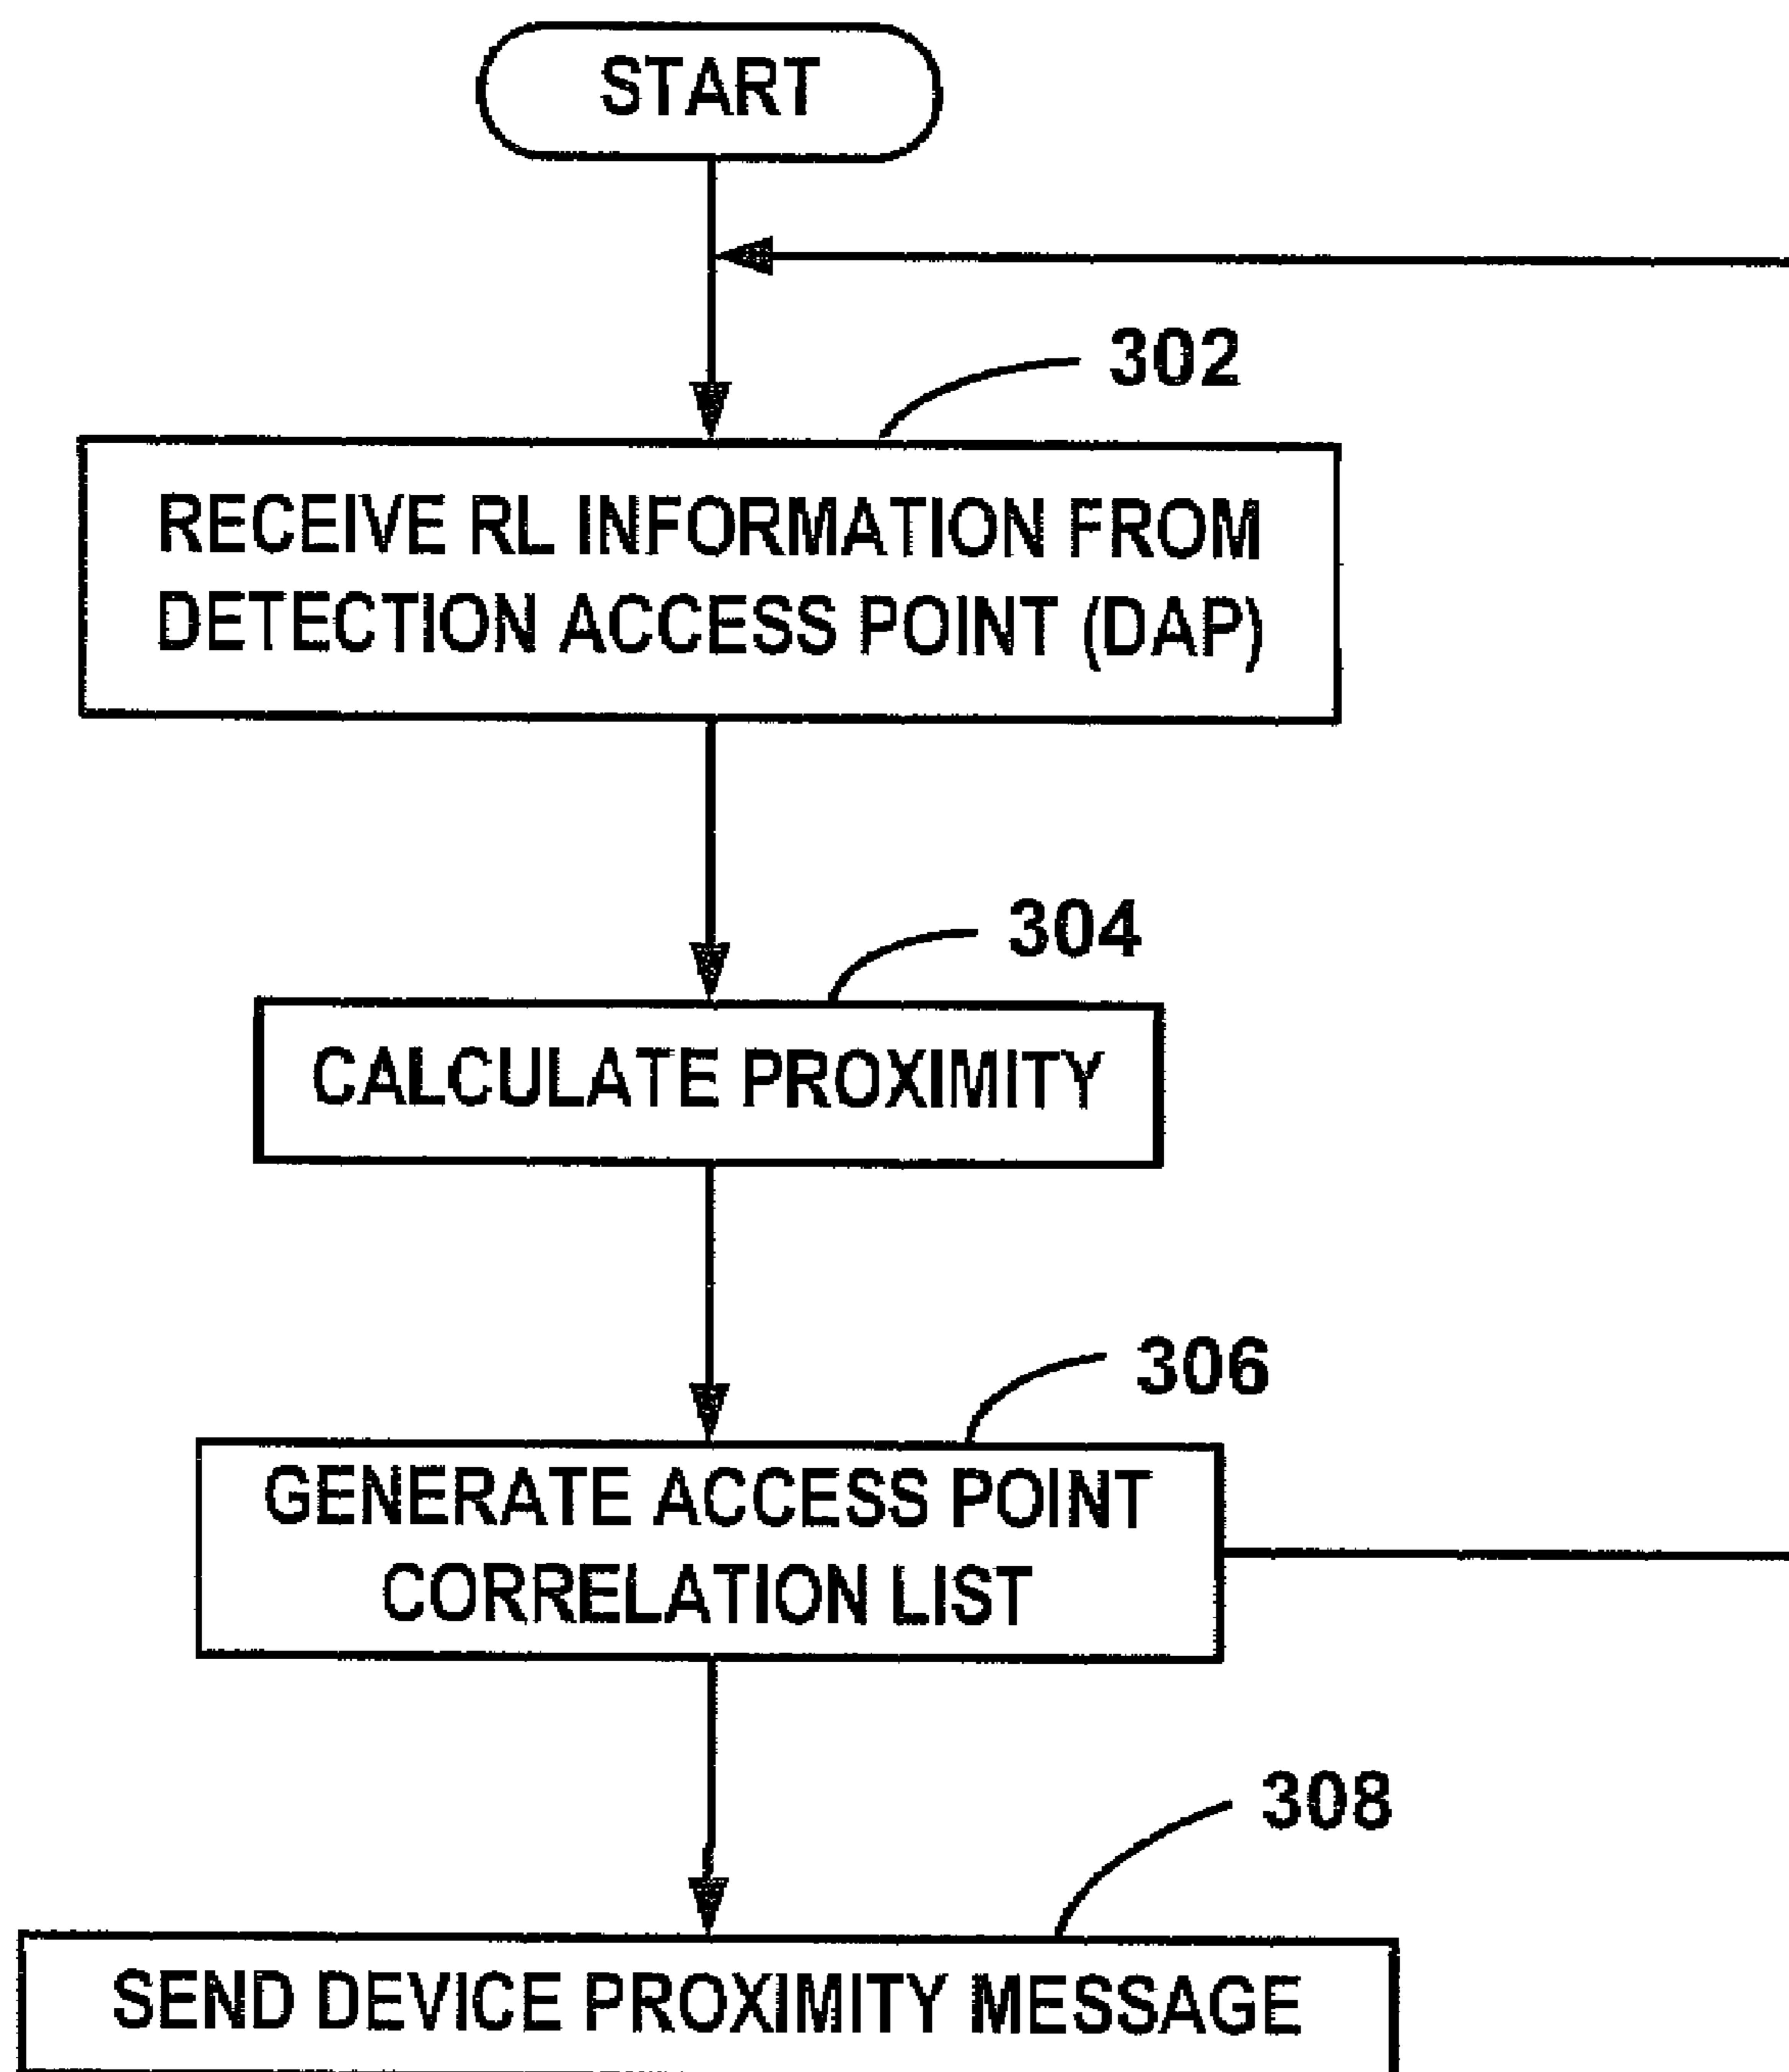 START
302
RECEIVE RL INFORMATION FROM
DETECTION ACCESS POINT (DAP)
304
CALCULATE PROXIMITY
306
GENERATE ACCESS POINT
CORRELATION LIST
308
SEND DEVICE PROXIMITY MESSAGE